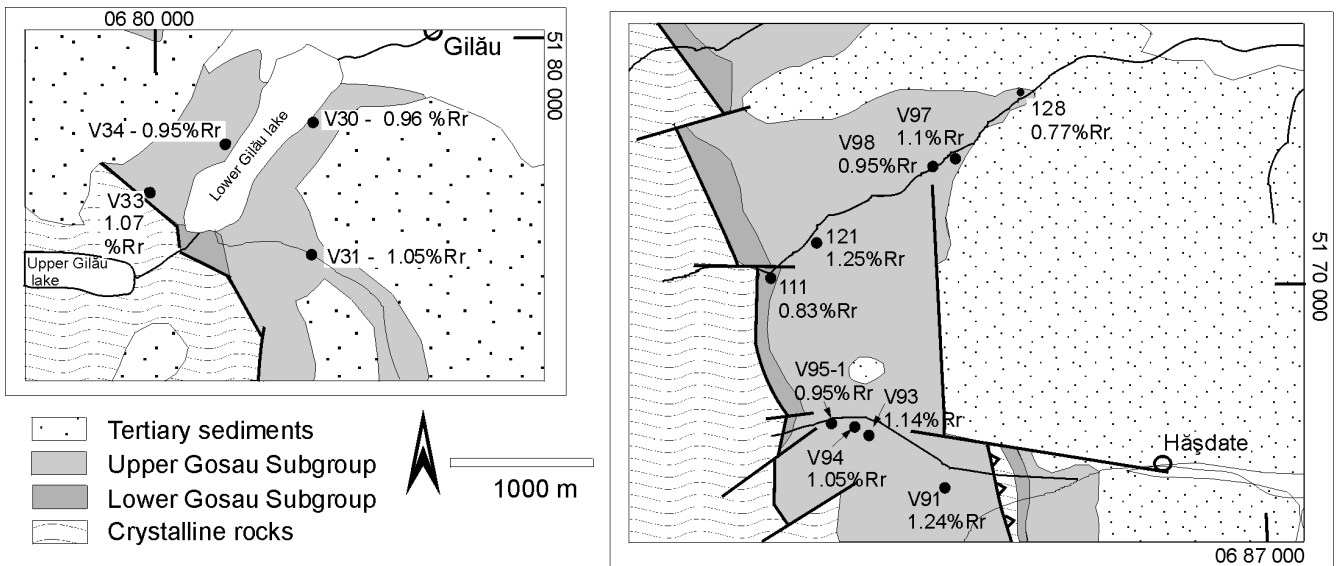 06 80 000
Gilău
51 80 000
V34 - 0.95%Rr
V30 - 0.96 %Rr
Lower Gilău lake
V33
1.07
%Rr
V31 - 1.05%Rr
Upper Gilău
lake
Tertiary sediments
Upper Gosau Subgroup
Lower Gosau Subgroup
Crystalline rocks
1000 m
128
0.77%Rr
V97
1.1%Rr
V98
0.95%Rr
121
1.25%Rr
111
0.83%Rr
51 70 000
V95-1
0.95%Rr
V93
1.14%Rr
V94
1.05%Rr
V91
1.24%Rr
Hășdate
06 87 000